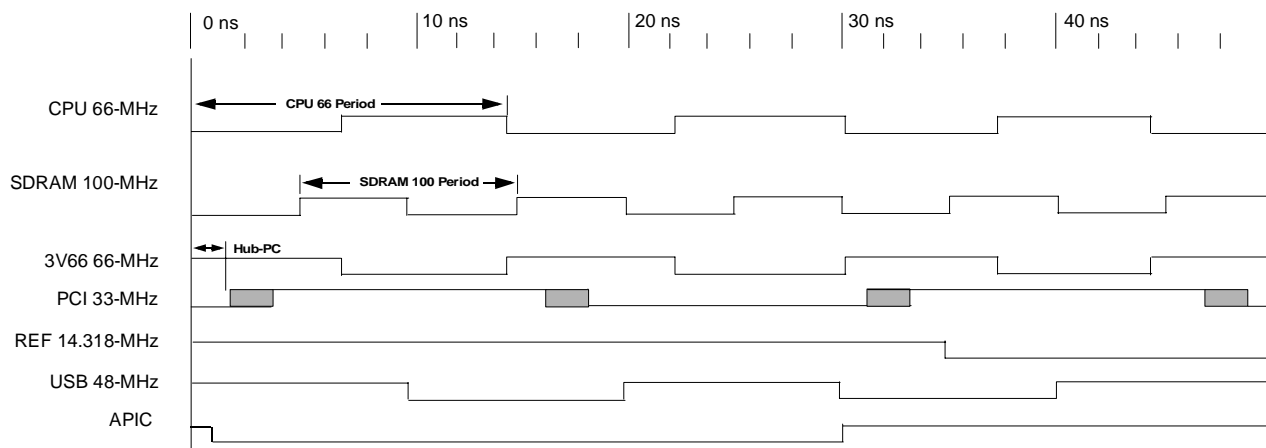 0 ns 10 ns 20 ns 30 ns 40 ns
CPU 66-MHz
CPU 66 Period
SDRAM 100-MHz
SDRAM 100 Period
Hub-PC
3V66 66-MHz
PCI 33-MHz
REF 14.318-MHz
USB 48-MHz
APIC